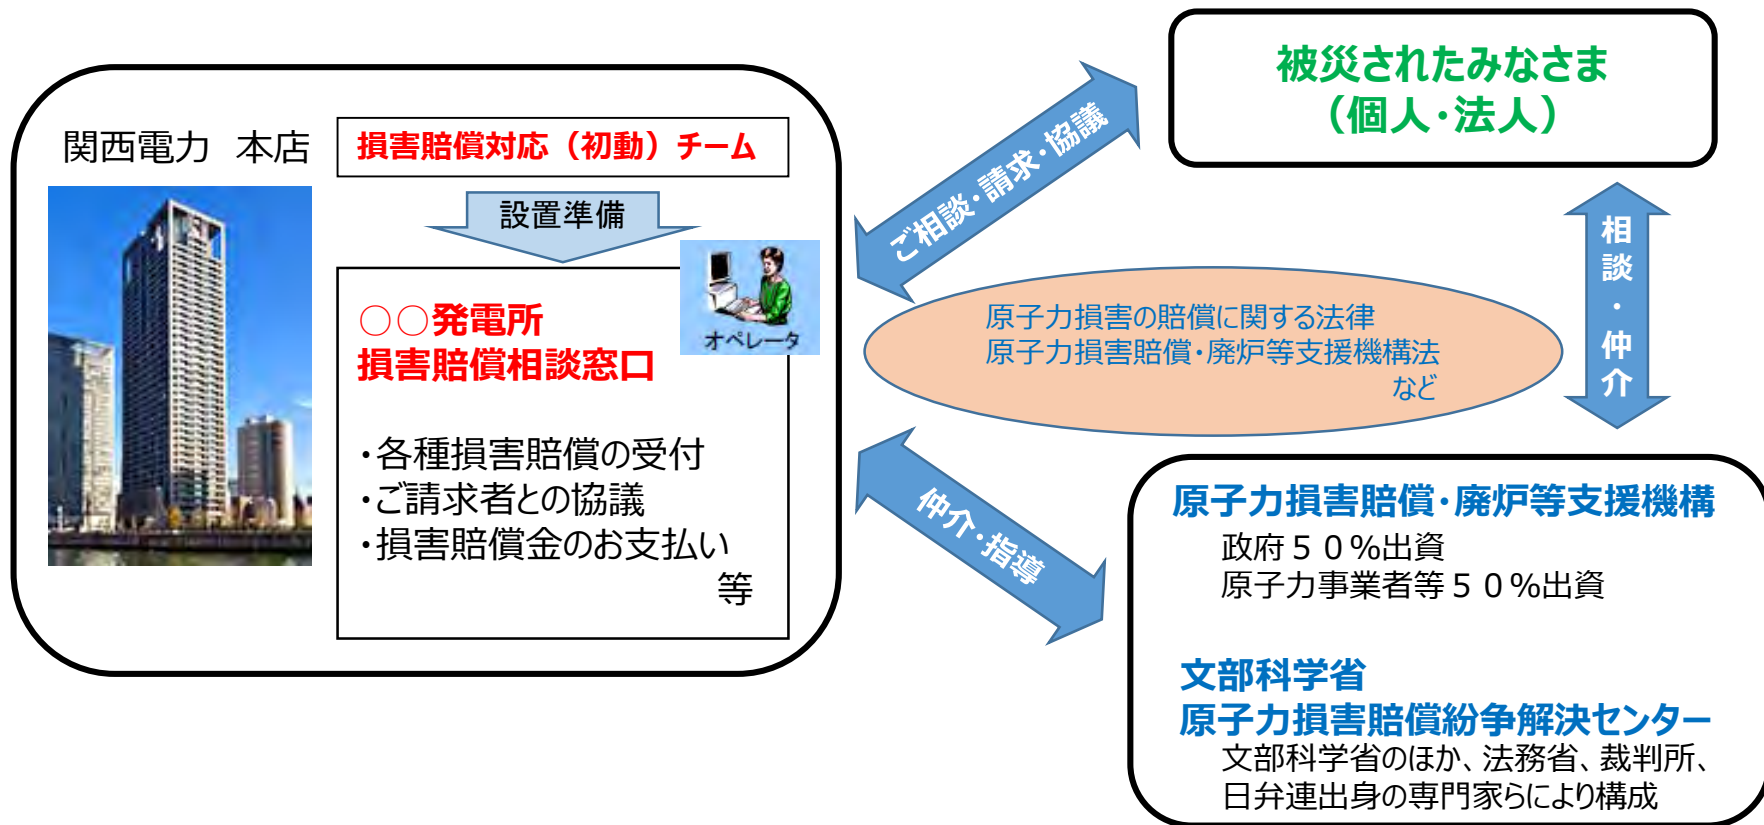 関西電力　本店
損害賠償対応（初動）チーム
設置準備
オペレータ
○○発電所
損害賠償相談窓口
・各種損害賠償の受付
・ご請求者との協議
・損害賠償金のお支払い
等
ご相談・請求・協議
被災されたみなさま
（個人・法人）
原子力損害の賠償に関する法律
原子力損害賠償・廃炉等支援機構法
など
相談・仲介
仲介・指導
原子力損害賠償・廃炉等支援機構
政府５０％出資
原子力事業者等５０％出資
文部科学省
原子力損害賠償紛争解決センター
文部科学省のほか、法務省、裁判所、
日弁連出身の専門家らにより構成